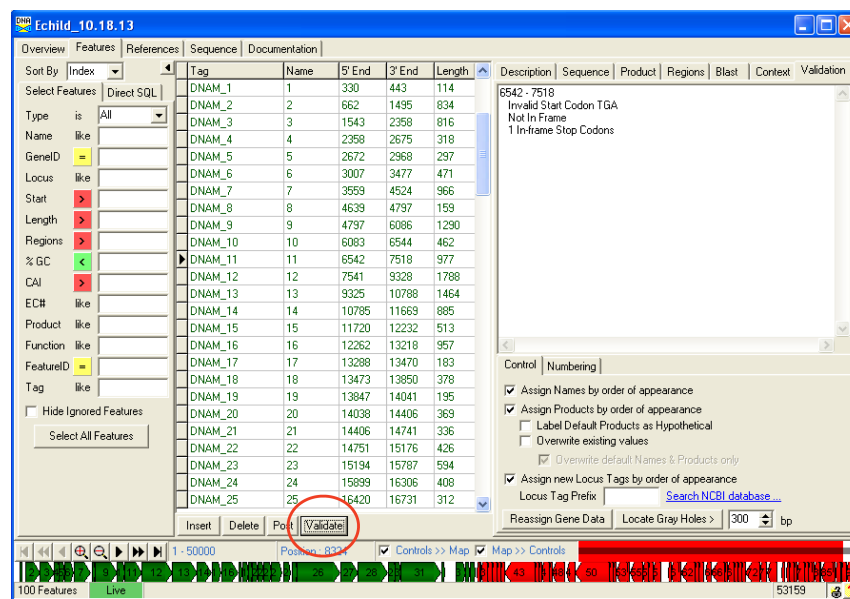 DNA Echild_10.18.13
Overview Features References Sequence Documentation
Sort By Index
Select Features Direct SQL
Type is All
Name like
GeneID =
Locus like
Start >
Length >
Regions >
% GC <
CAI >
EC# like
Product like
Function like
FeatureID =
Tag like
Hide Ignored Features
Select All Features
Tag Name 5' End 3' End Length
DNAM_1 1 330 443 114
DNAM_2 2 662 1495 834
DNAM_3 3 1543 2358 816
DNAM_4 4 2358 2675 318
DNAM_5 5 2672 2968 297
DNAM_6 6 3007 3477 471
DNAM_7 7 3559 4524 966
DNAM_8 8 4639 4797 159
DNAM_9 9 4797 6086 1290
DNAM_10 10 6083 6544 462
DNAM_11 11 6542 7518 977
DNAM_12 12 7541 9328 1788
DNAM_13 13 9325 10788 1464
DNAM_14 14 10785 11669 885
DNAM_15 15 11720 12232 513
DNAM_16 16 12262 13218 957
DNAM_17 17 13288 13470 183
DNAM_18 18 13473 13850 378
DNAM_19 19 13847 14041 195
DNAM_20 20 14038 14406 369
DNAM_21 21 14406 14741 336
DNAM_22 22 14751 15176 426
DNAM_23 23 15194 15787 594
DNAM_24 24 15899 16306 408
DNAM_25 25 16420 16731 312
Insert Delete Post Validate
Description Sequence Product Regions Blast Context Validation
6542 - 7518
Invalid Start Codon TGA
Not In Frame
1 In-frame Stop Codons
Control Numbering
Assign Names by order of appearance
Assign Products by order of appearance
Label Default Products as Hypothetical
Overwrite existing values
Overwrite default Names & Products only
Assign new Locus Tags by order of appearance
Locus Tag Prefix Search NCBI database ...
Reassign Gene Data Locate Gray Holes > 300 bp
1 - 50000 Position : 8324 Controls >> Map Map >> Controls
9 12 13 26 27 28 31 43 50
100 Features Live 53159